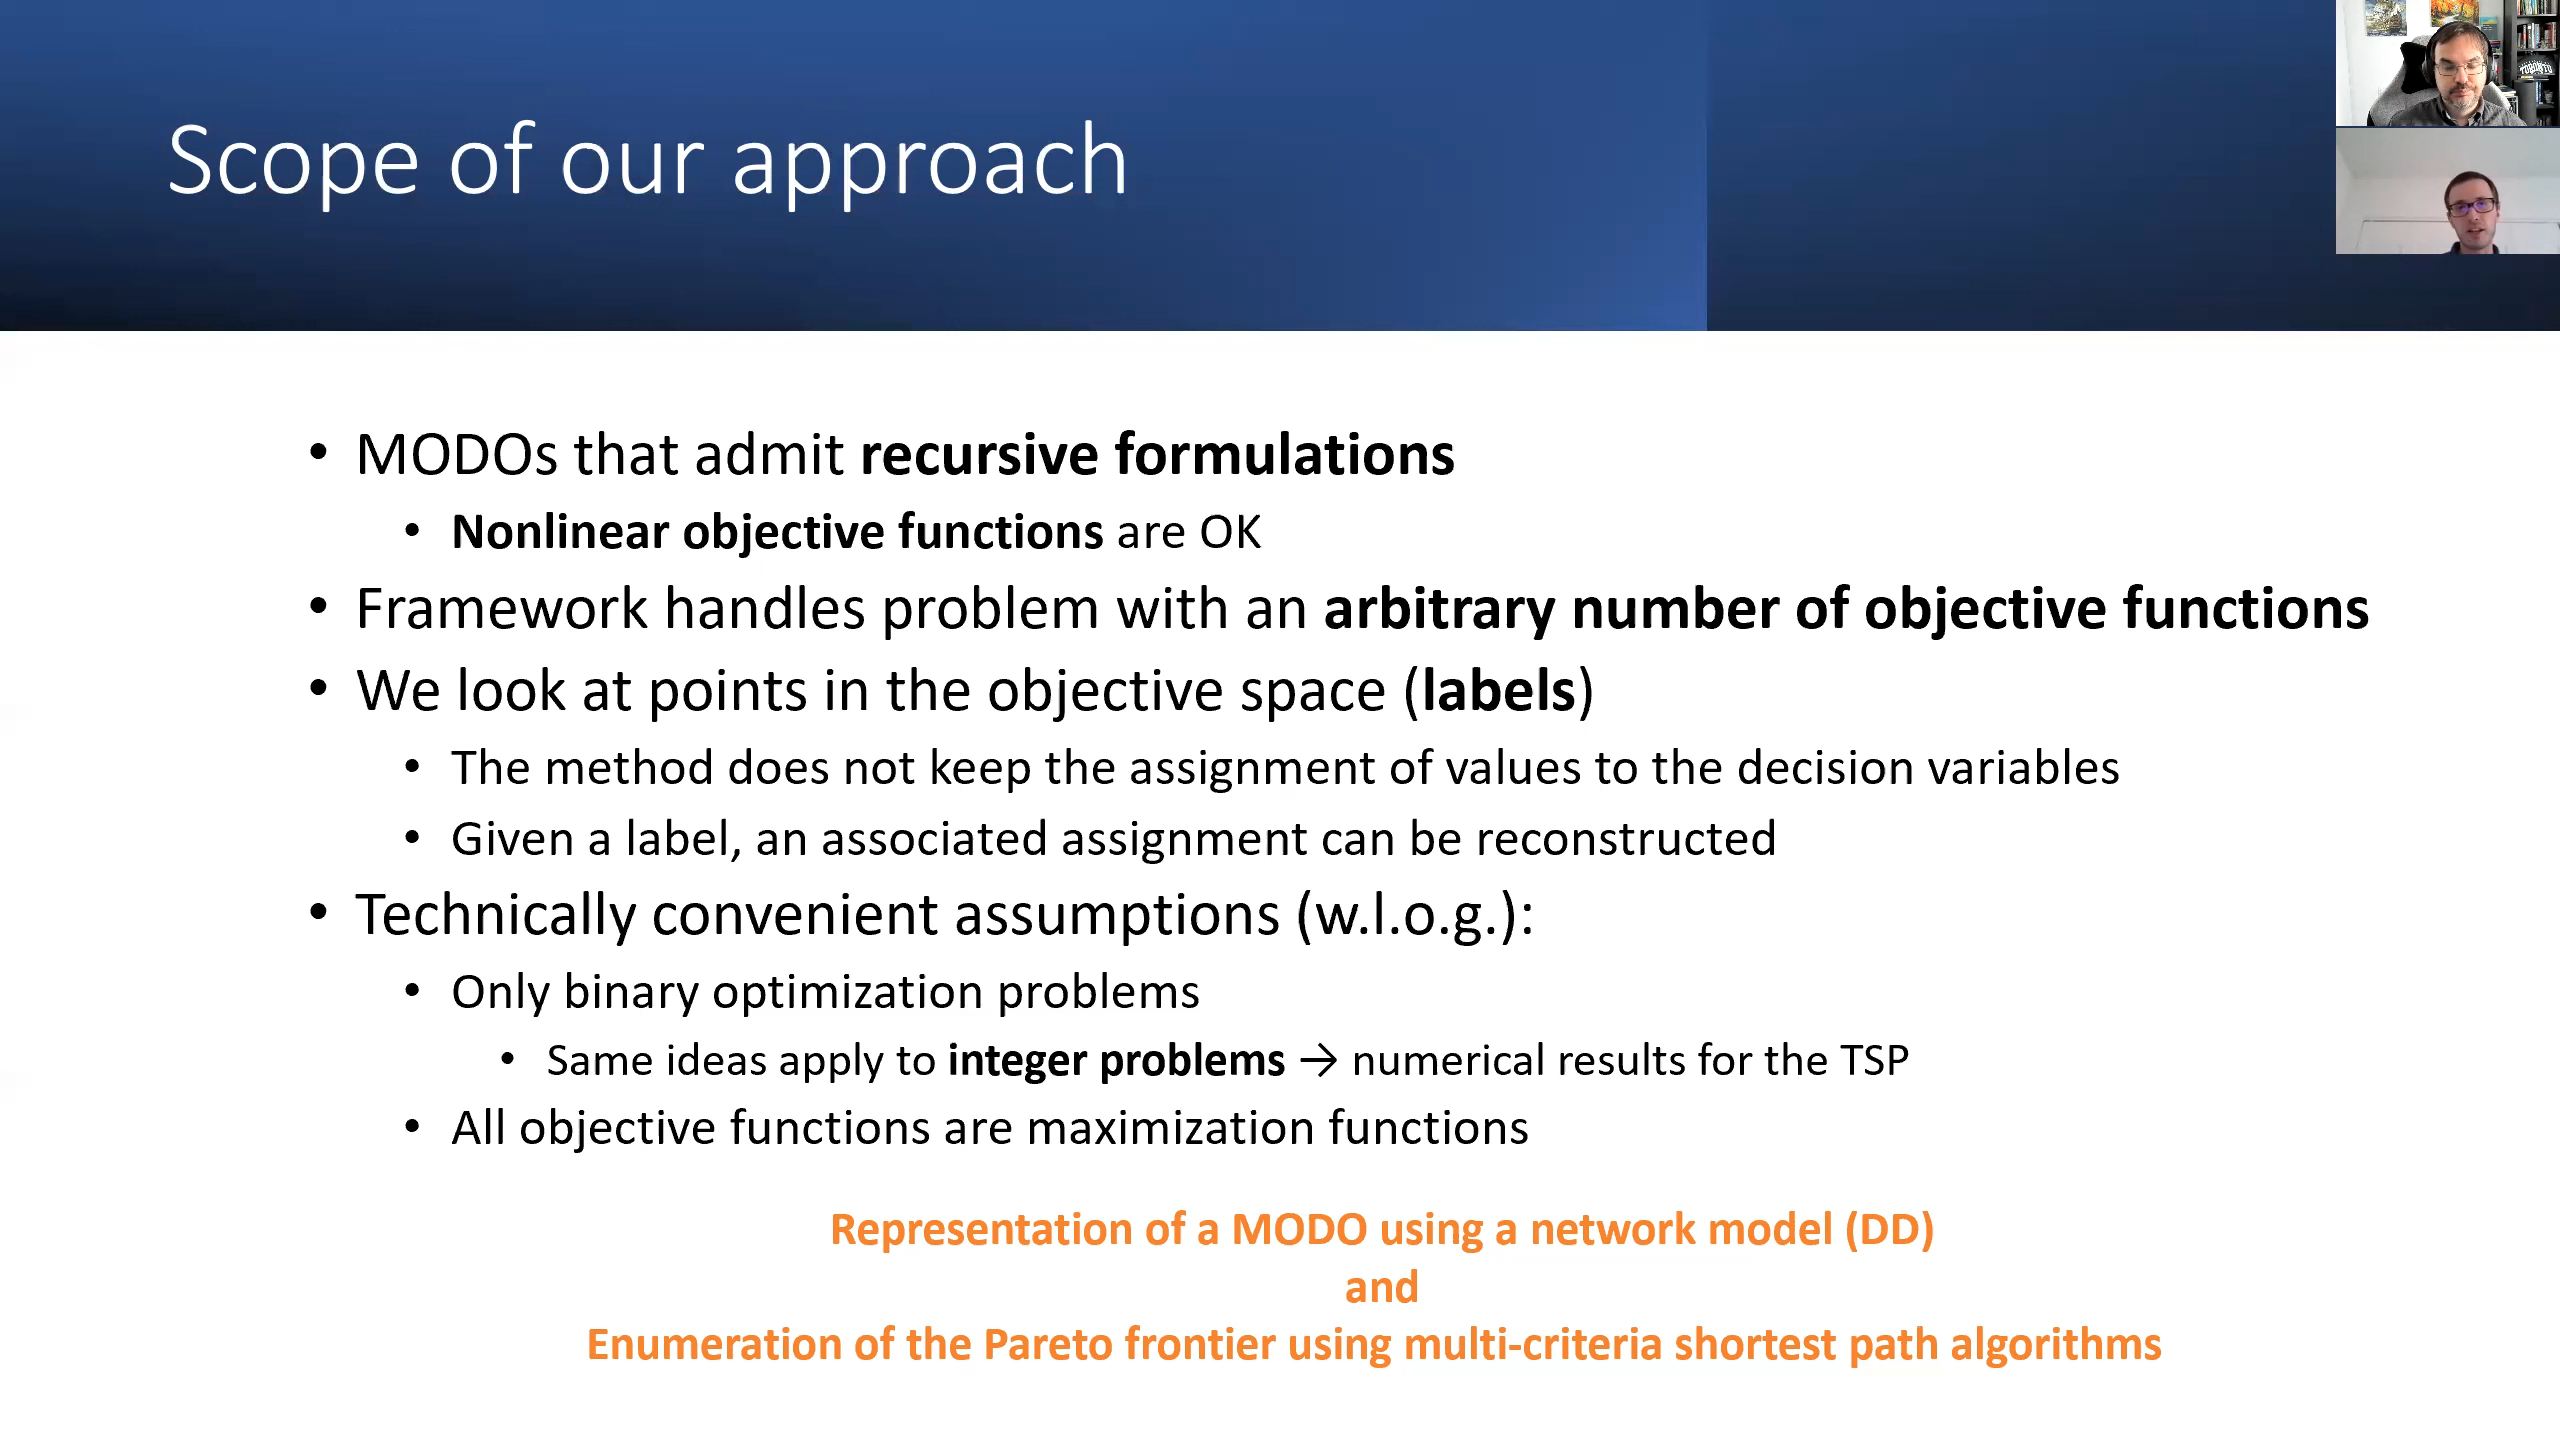 Scope of our approach
• MODOs that admit recursive formulations
• Nonlinear objective functions are OK
• Framework handles problem with an arbitrary number of objective functions
• We look at points in the objective space (labels)
• The method does not keep the assignment of values to the decision variables
• Given a label, an associated assignment can be reconstructed
• Technically convenient assumptions (w.l.o.g.):
• Only binary optimization problems
• Same ideas apply to integer problems → numerical results for the TSP
• All objective functions are maximization functions
Representation of a MODO using a network model (DD)
and
Enumeration of the Pareto frontier using multi-criteria shortest path algorithms